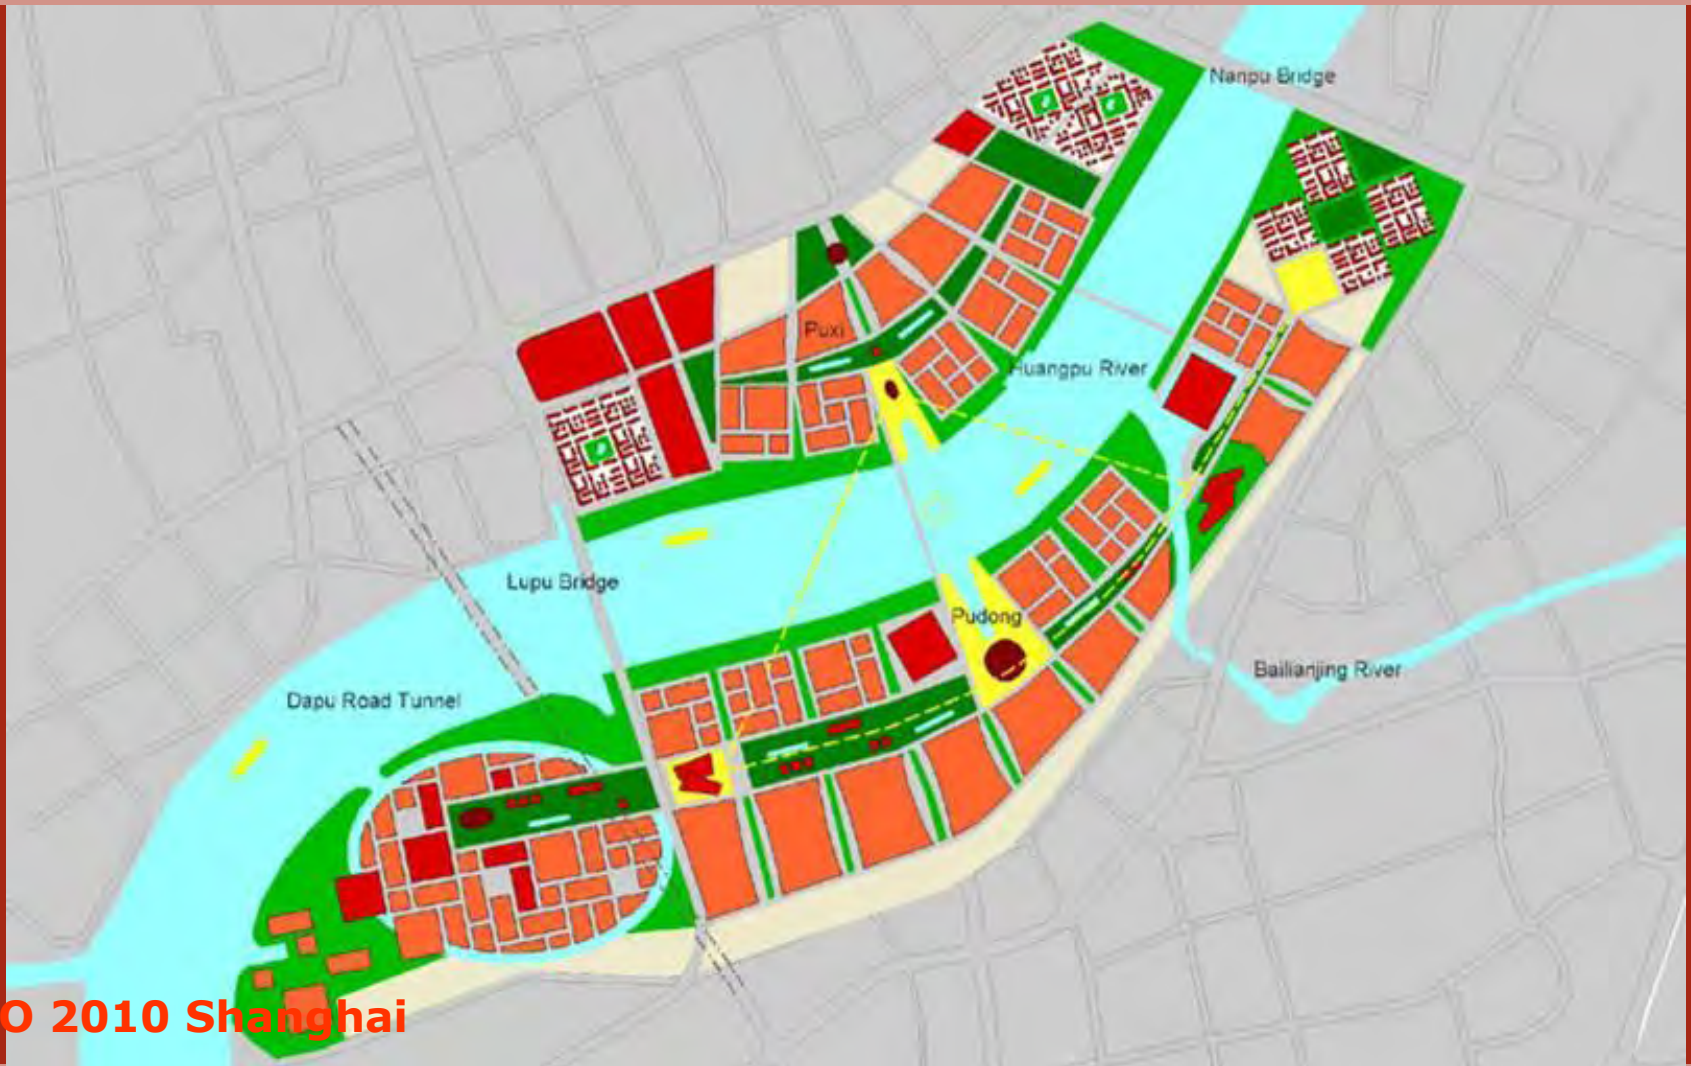 Nanpu Bridge
Puxi
Huangpu River
Lupu Bridge
Pudong
Bailianjing River
Dapu Road Tunnel
O 2010 Shanghai